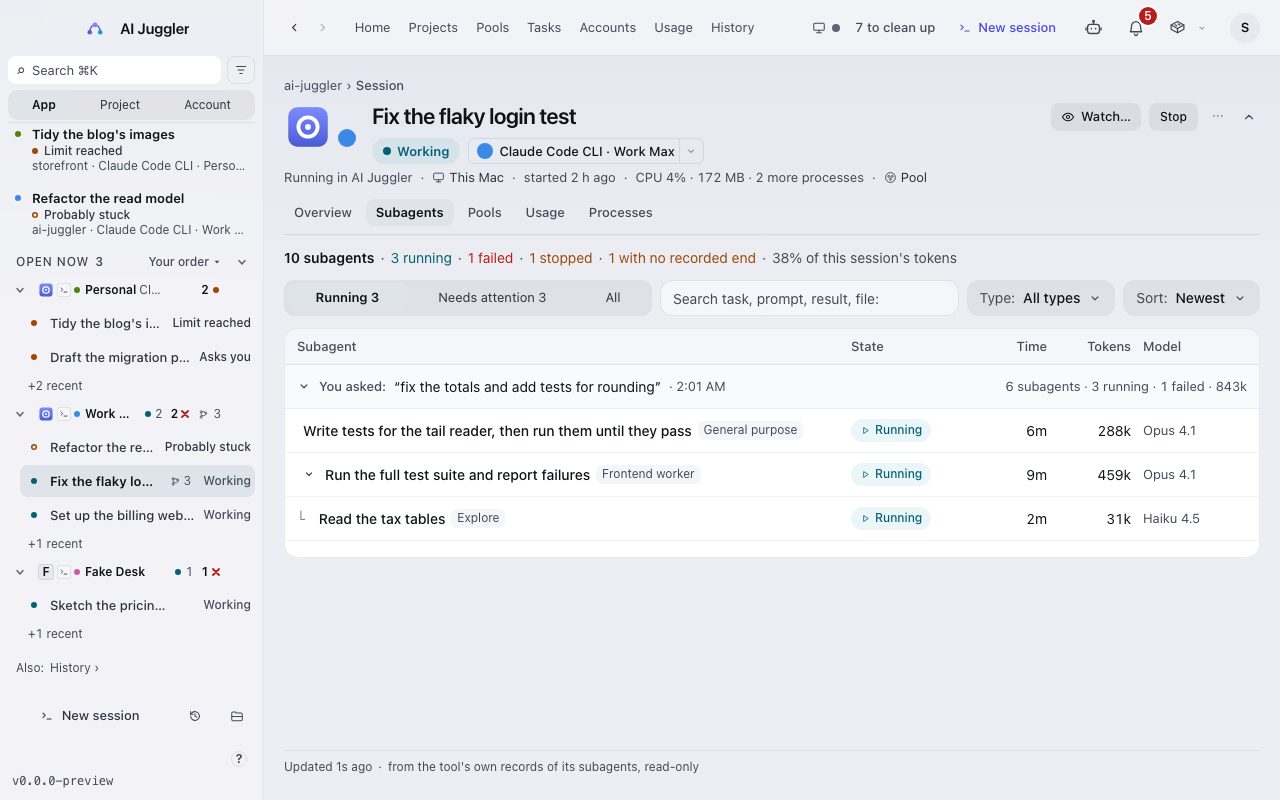 AI Juggler
Search ⌘K
App Project Account
Tidy the blog's images
Limit reached
storefront · Claude Code CLI · Perso...
Refactor the read model
Probably stuck
ai-juggler · Claude Code CLI · Work ...
OPEN NOW 3 Your order
Personal Cl... 2
Tidy the blog's i... Limit reached
Draft the migration p... Asks you
+2 recent
Work ... 2 2 3
Refactor the re... Probably stuck
Fix the flaky lo... 3 Working
Set up the billing web... Working
+1 recent
F Fake Desk 1 1
Sketch the pricin... Working
+1 recent
Also: History ›
New session
?
v0.0.0-preview
Home Projects Pools Tasks Accounts Usage History 7 to clean up New session 5 S
ai-juggler › Session
Fix the flaky login test
Watch... Stop ...
Working Claude Code CLI · Work Max
Running in AI Juggler · This Mac · started 2 h ago · CPU 4% · 172 MB · 2 more processes · Pool
Overview Subagents Pools Usage Processes
10 subagents · 3 running · 1 failed · 1 stopped · 1 with no recorded end · 38% of this session's tokens
Running 3 Needs attention 3 All Search task, prompt, result, file: Type: All types Sort: Newest
Subagent State Time Tokens Model
You asked: “fix the totals and add tests for rounding” · 2:01 AM 6 subagents · 3 running · 1 failed · 843k
Write tests for the tail reader, then run them until they pass General purpose Running 6m 288k Opus 4.1
Run the full test suite and report failures Frontend worker Running 9m 459k Opus 4.1
Read the tax tables Explore Running 2m 31k Haiku 4.5
Updated 1s ago · from the tool's own records of its subagents, read-only